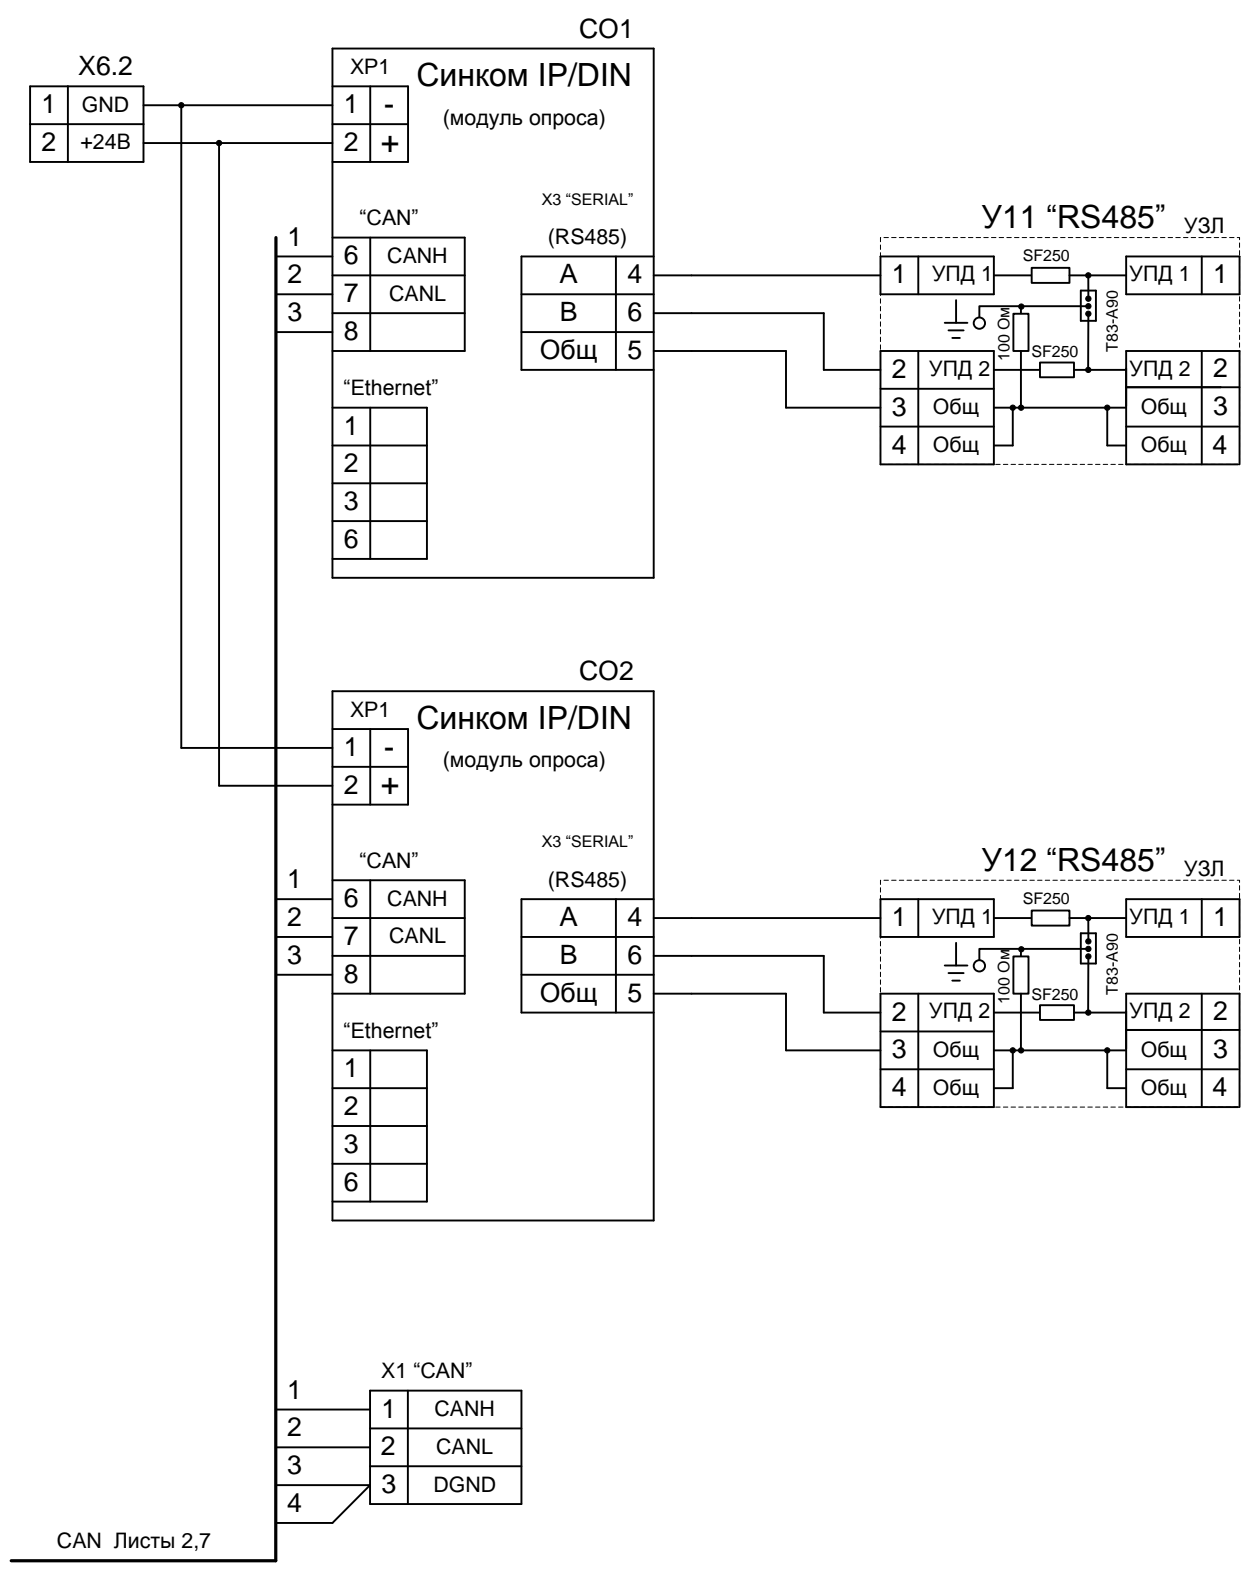 CO1
X6.2
1 GND
2 +24В
XP1
Синком IP/DIN
(модуль опроса)
1 -
2 +
X3 “SERIAL”
(RS485)
“CAN”
1
2
3
6 CANH
7 CANL
8
A 4
B 6
Общ 5
“Ethernet”
1
2
3
6
У11 “RS485” УЗЛ
1 УПД 1 SF250 УПД 1 1
100 Ом
T83-A90
2 УПД 2 SF250 УПД 2 2
3 Общ Общ 3
4 Общ Общ 4
CO2
XP1
Синком IP/DIN
(модуль опроса)
1 -
2 +
X3 “SERIAL”
(RS485)
“CAN”
1
2
3
6 CANH
7 CANL
8
A 4
B 6
Общ 5
“Ethernet”
1
2
3
6
У12 “RS485” УЗЛ
1 УПД 1 SF250 УПД 1 1
100 Ом
T83-A90
2 УПД 2 SF250 УПД 2 2
3 Общ Общ 3
4 Общ Общ 4
X1 “CAN”
1
2
3
4
1 CANH
2 CANL
3 DGND
CAN Листы 2,7